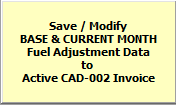 Save / Modify
BASE & CURRENT MONTH
Fuel Adjustment Data
to
Active CAD-002 Invoice